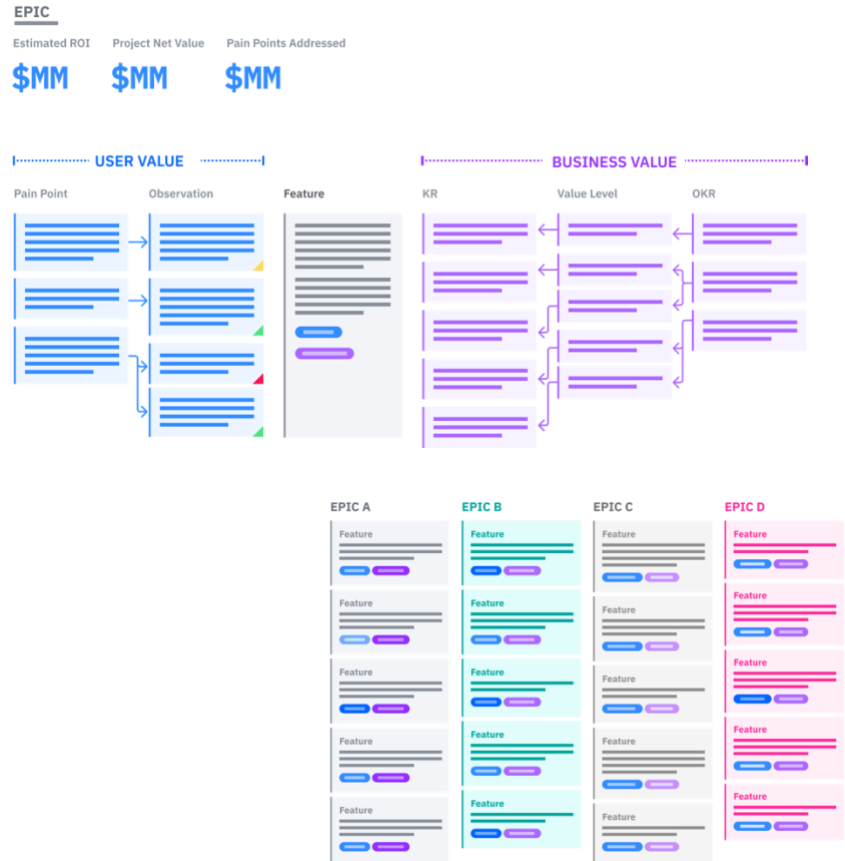 EPIC
Estimated ROI Project Net Value Pain Points Addressed
$MM $MM $MM
USER VALUE BUSINESS VALUE
Pain Point Observation Feature KR Value Level OKR
EPIC A EPIC B EPIC C EPIC D
Feature Feature Feature Feature
Feature Feature Feature Feature
Feature Feature Feature Feature
Feature Feature Feature Feature
Feature Feature Feature Feature